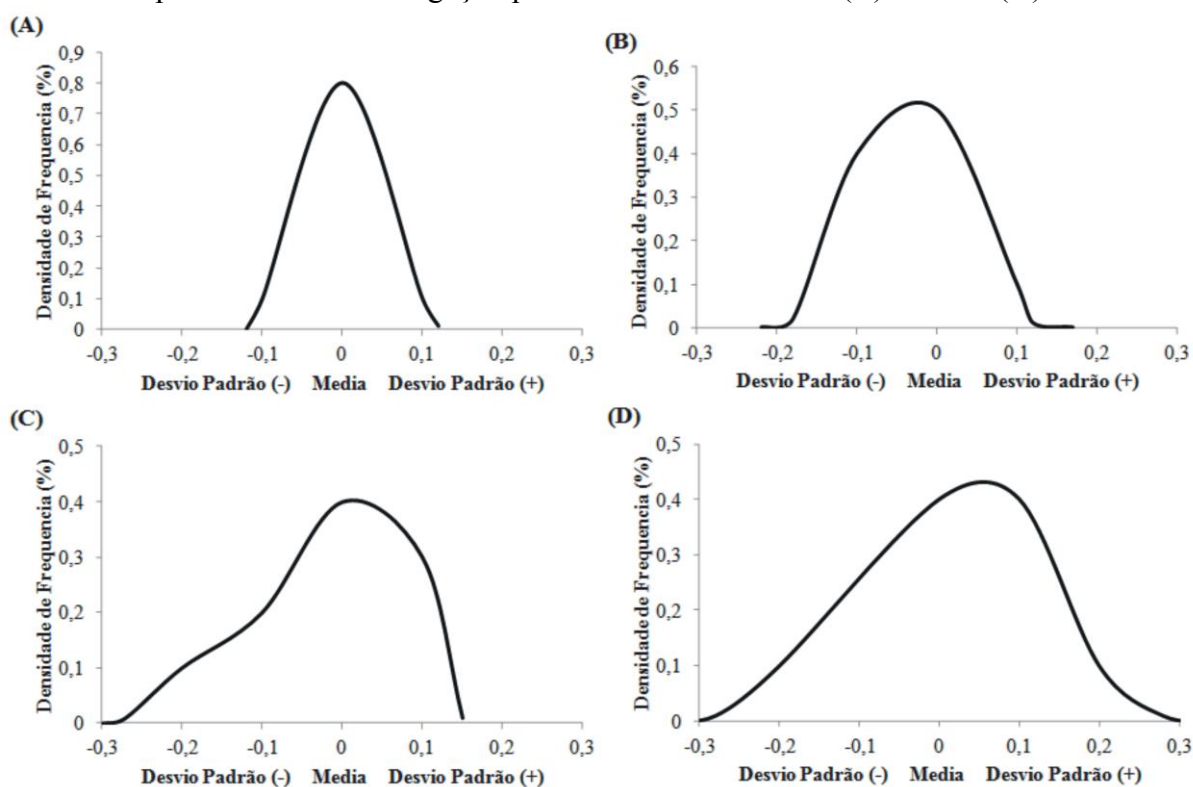 (A)
Densidade de Frequencia (%)
0,9
0,8
0,7
0,6
0,5
0,4
0,3
0,2
0,1
0
-0,3 -0,2 -0,1 0 0,1 0,2 0,3
Desvio Padrão (-) Media Desvio Padrão (+)
(B)
Densidade de Frequencia (%)
0,6
0,5
0,4
0,3
0,2
0,1
0
-0,3 -0,2 -0,1 0 0,1 0,2 0,3
Desvio Padrão (-) Media Desvio Padrão (+)
(C)
Densidade de Frequencia (%)
0,5
0,4
0,3
0,2
0,1
0
-0,3 -0,2 -0,1 0 0,1 0,2 0,3
Desvio Padrão (-) Media Desvio Padrão (+)
(D)
Densidade de Frequencia (%)
0,5
0,4
0,3
0,2
0,1
0
-0,3 -0,2 -0,1 0 0,1 0,2 0,3
Desvio Padrão (-) Media Desvio Padrão (+)